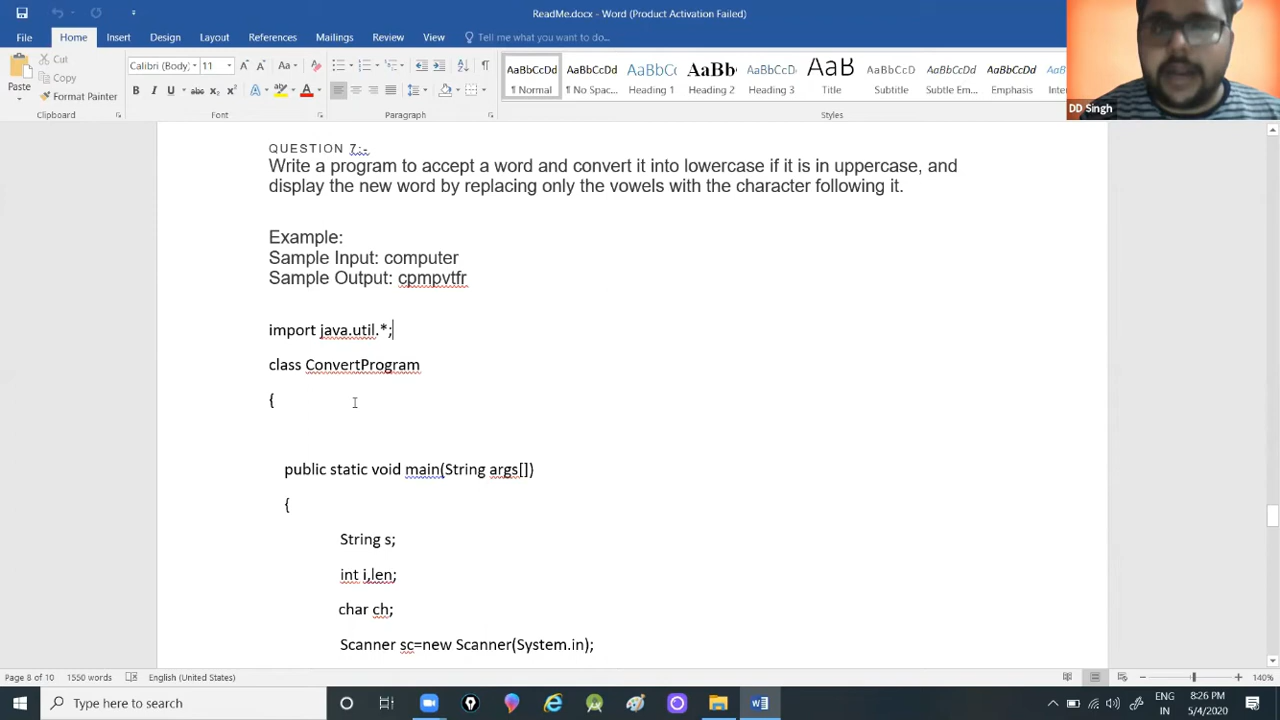 ReadMe.docx - Word (Product Activation Failed)
File Home Insert Design Layout References Mailings Review View Tell me what you want to do...
Paste
Cut
Copy
Format Painter
Clipboard
Calibri (Body) 11
Font
Paragraph
AaBbCcDd AaBbCcDd AaBbCc AaBbC AaBbCcD AaB AaBbCcD AaBbCcDd AaBbCcDd
¶ Normal ¶ No Spac... Heading 1 Heading 2 Heading 3 Title Subtitle Subtle Em... Emphasis
Styles
DD Singh
QUESTION 7:-
Write a program to accept a word and convert it into lowercase if it is in uppercase, and
display the new word by replacing only the vowels with the character following it.
Example:
Sample Input: computer
Sample Output: cpmpvtfr
import java.util.*;
class ConvertProgram
{
public static void main(String args[])
{
String s;
int i,len;
char ch;
Scanner sc=new Scanner(System.in);
Page 8 of 10 1550 words English (United States) 140%
Type here to search
ENG
IN
8:26 PM
5/4/2020